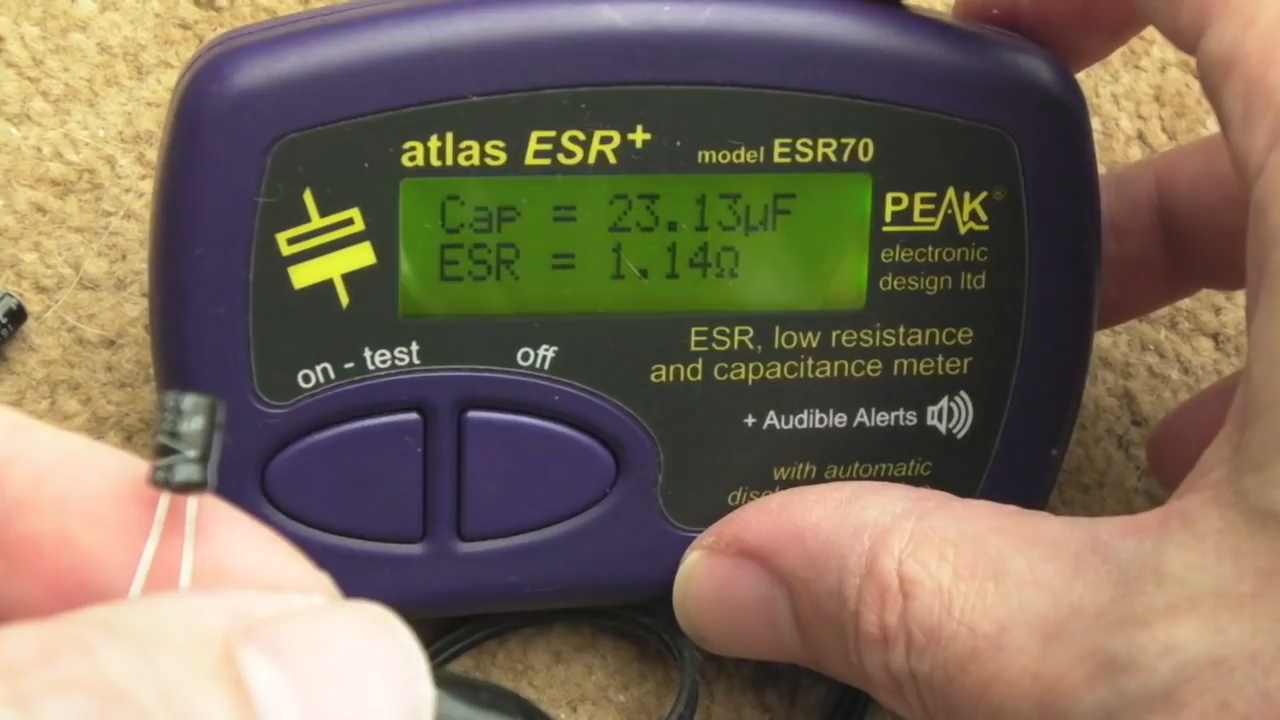 atlas ESR+ model ESR70
Cap = 23.13µF
ESR = 1.14Ω
PEAK®
electronic
design ltd
ESR, low resistance
and capacitance meter
on - test off
+ Audible Alerts
with automatic